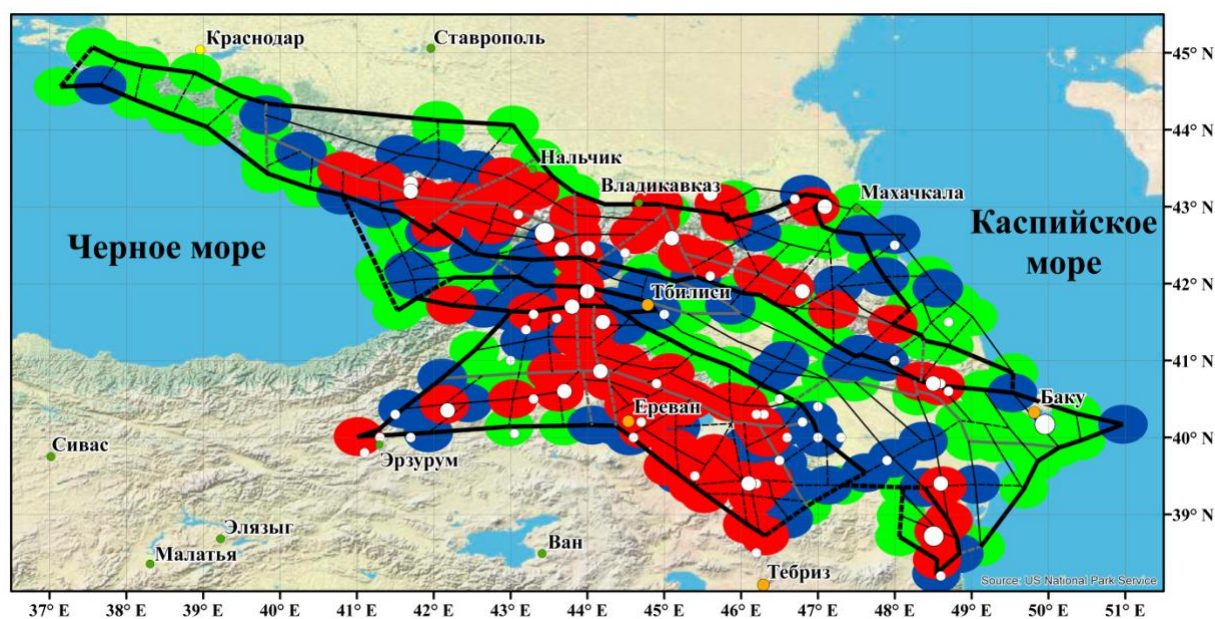 Краснодар
Ставрополь
45° N
44° N
Нальчик
Владикавказ
Махачкала
43° N
Черное море
Каспийское
море
42° N
Тбилиси
41° N
Ереван
Баку
Сивас
40° N
Эрзурум
Элязыг
39° N
Малатья
Ван
Тебриз
Source: US National Park Service
37° E
38° E
39° E
40° E
41° E
42° E
43° E
44° E
45° E
46° E
47° E
48° E
49° E
50° E
51° E